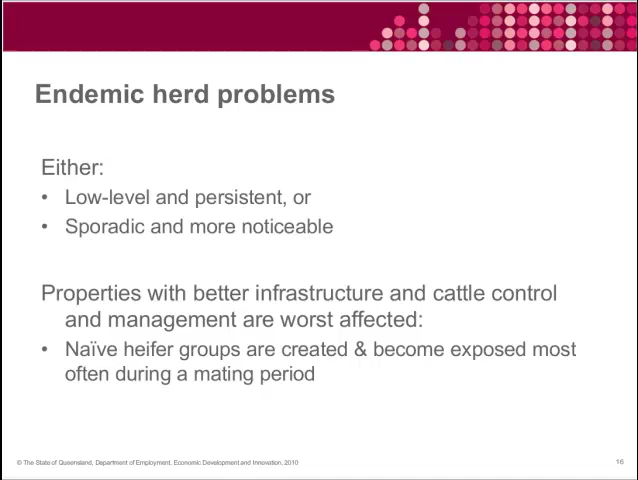 Endemic herd problems
Either:
• Low-level and persistent, or
• Sporadic and more noticeable
Properties with better infrastructure and cattle control
and management are worst affected:
• Naïve heifer groups are created & become exposed most
often during a mating period
© The State of Queensland, Department of Employment, Economic Development and Innovation, 2010
16